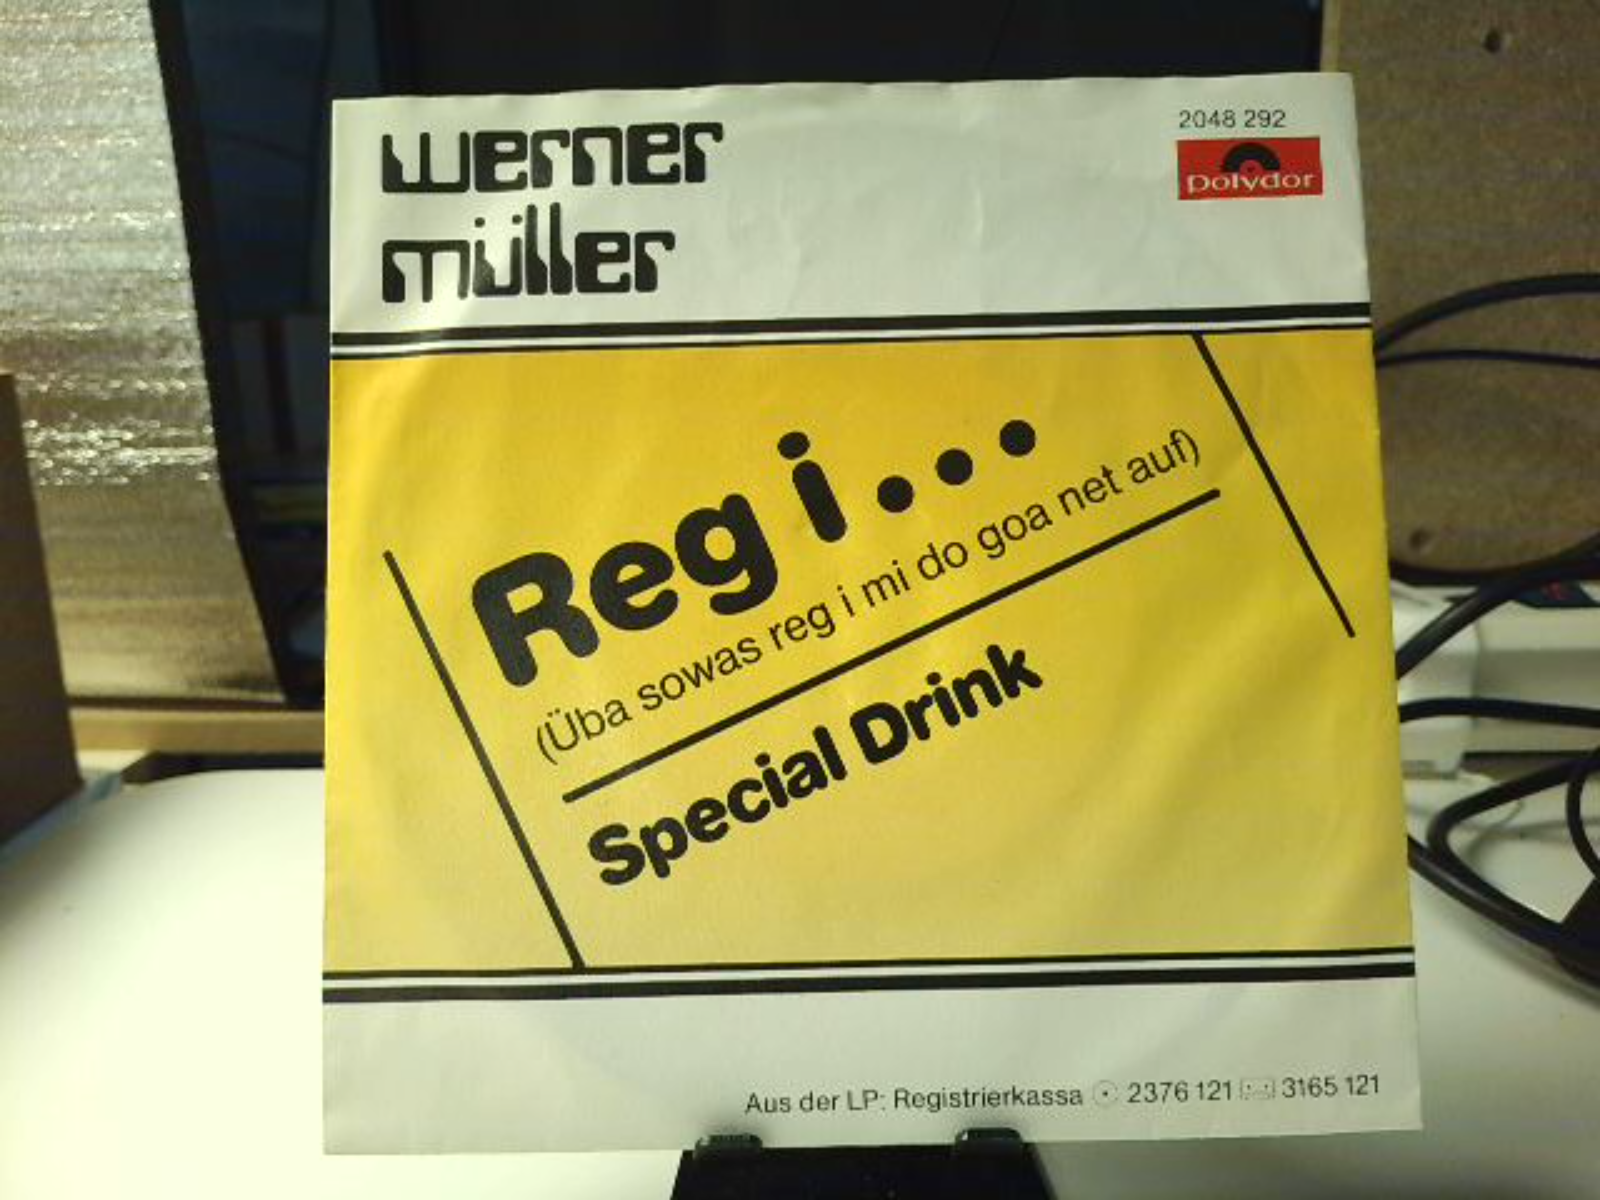 werner
müller
2048 292
polydor
Reg i...
(Üba sowas reg i mi do goa net auf)
Special Drink
Aus der LP: Registrierkassa 2376 121 3165 121